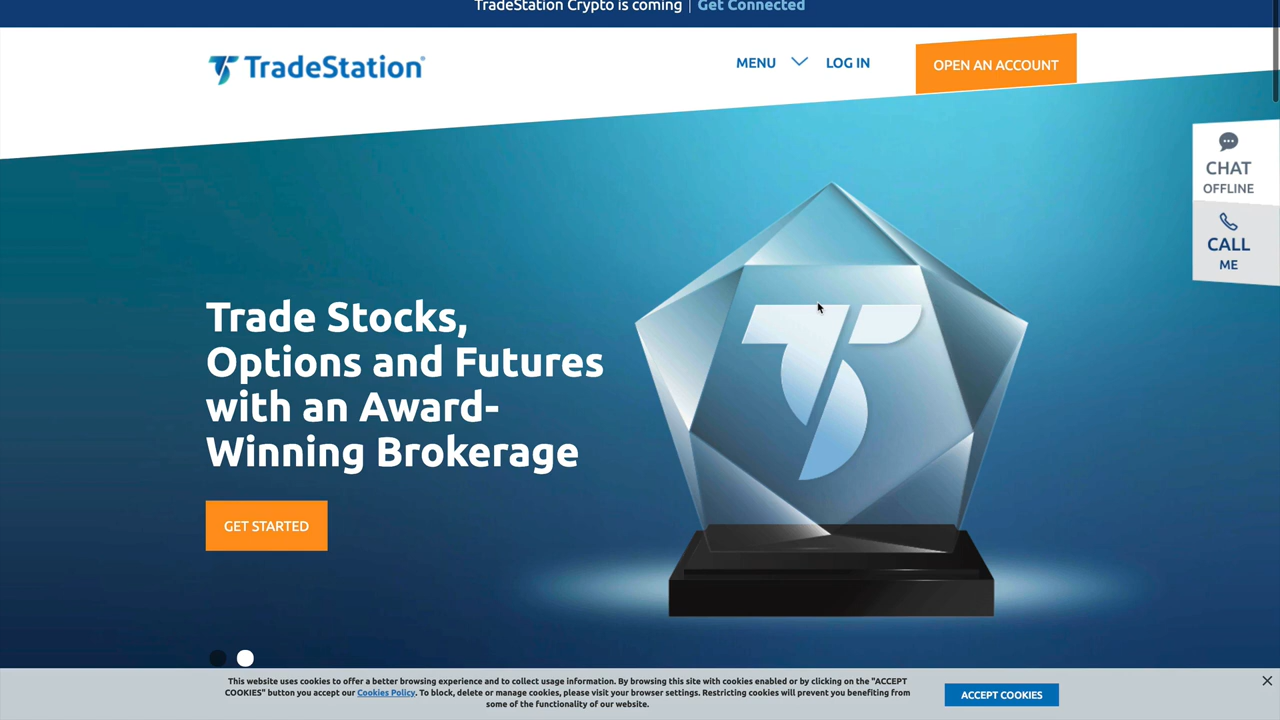 TradeStation Crypto is coming | Get Connected
TradeStation®
MENU
LOG IN
OPEN AN ACCOUNT
CHAT
OFFLINE
CALL
ME
Trade Stocks,
Options and Futures
with an Award-
Winning Brokerage
GET STARTED
This website uses cookies to offer a better browsing experience and to collect usage information. By browsing this site with cookies enabled or by clicking on the "ACCEPT
COOKIES" button you accept our Cookies Policy. To block, delete or manage cookies, please visit your browser settings. Restricting cookies will prevent you benefiting from
some of the functionality of our website.
ACCEPT COOKIES